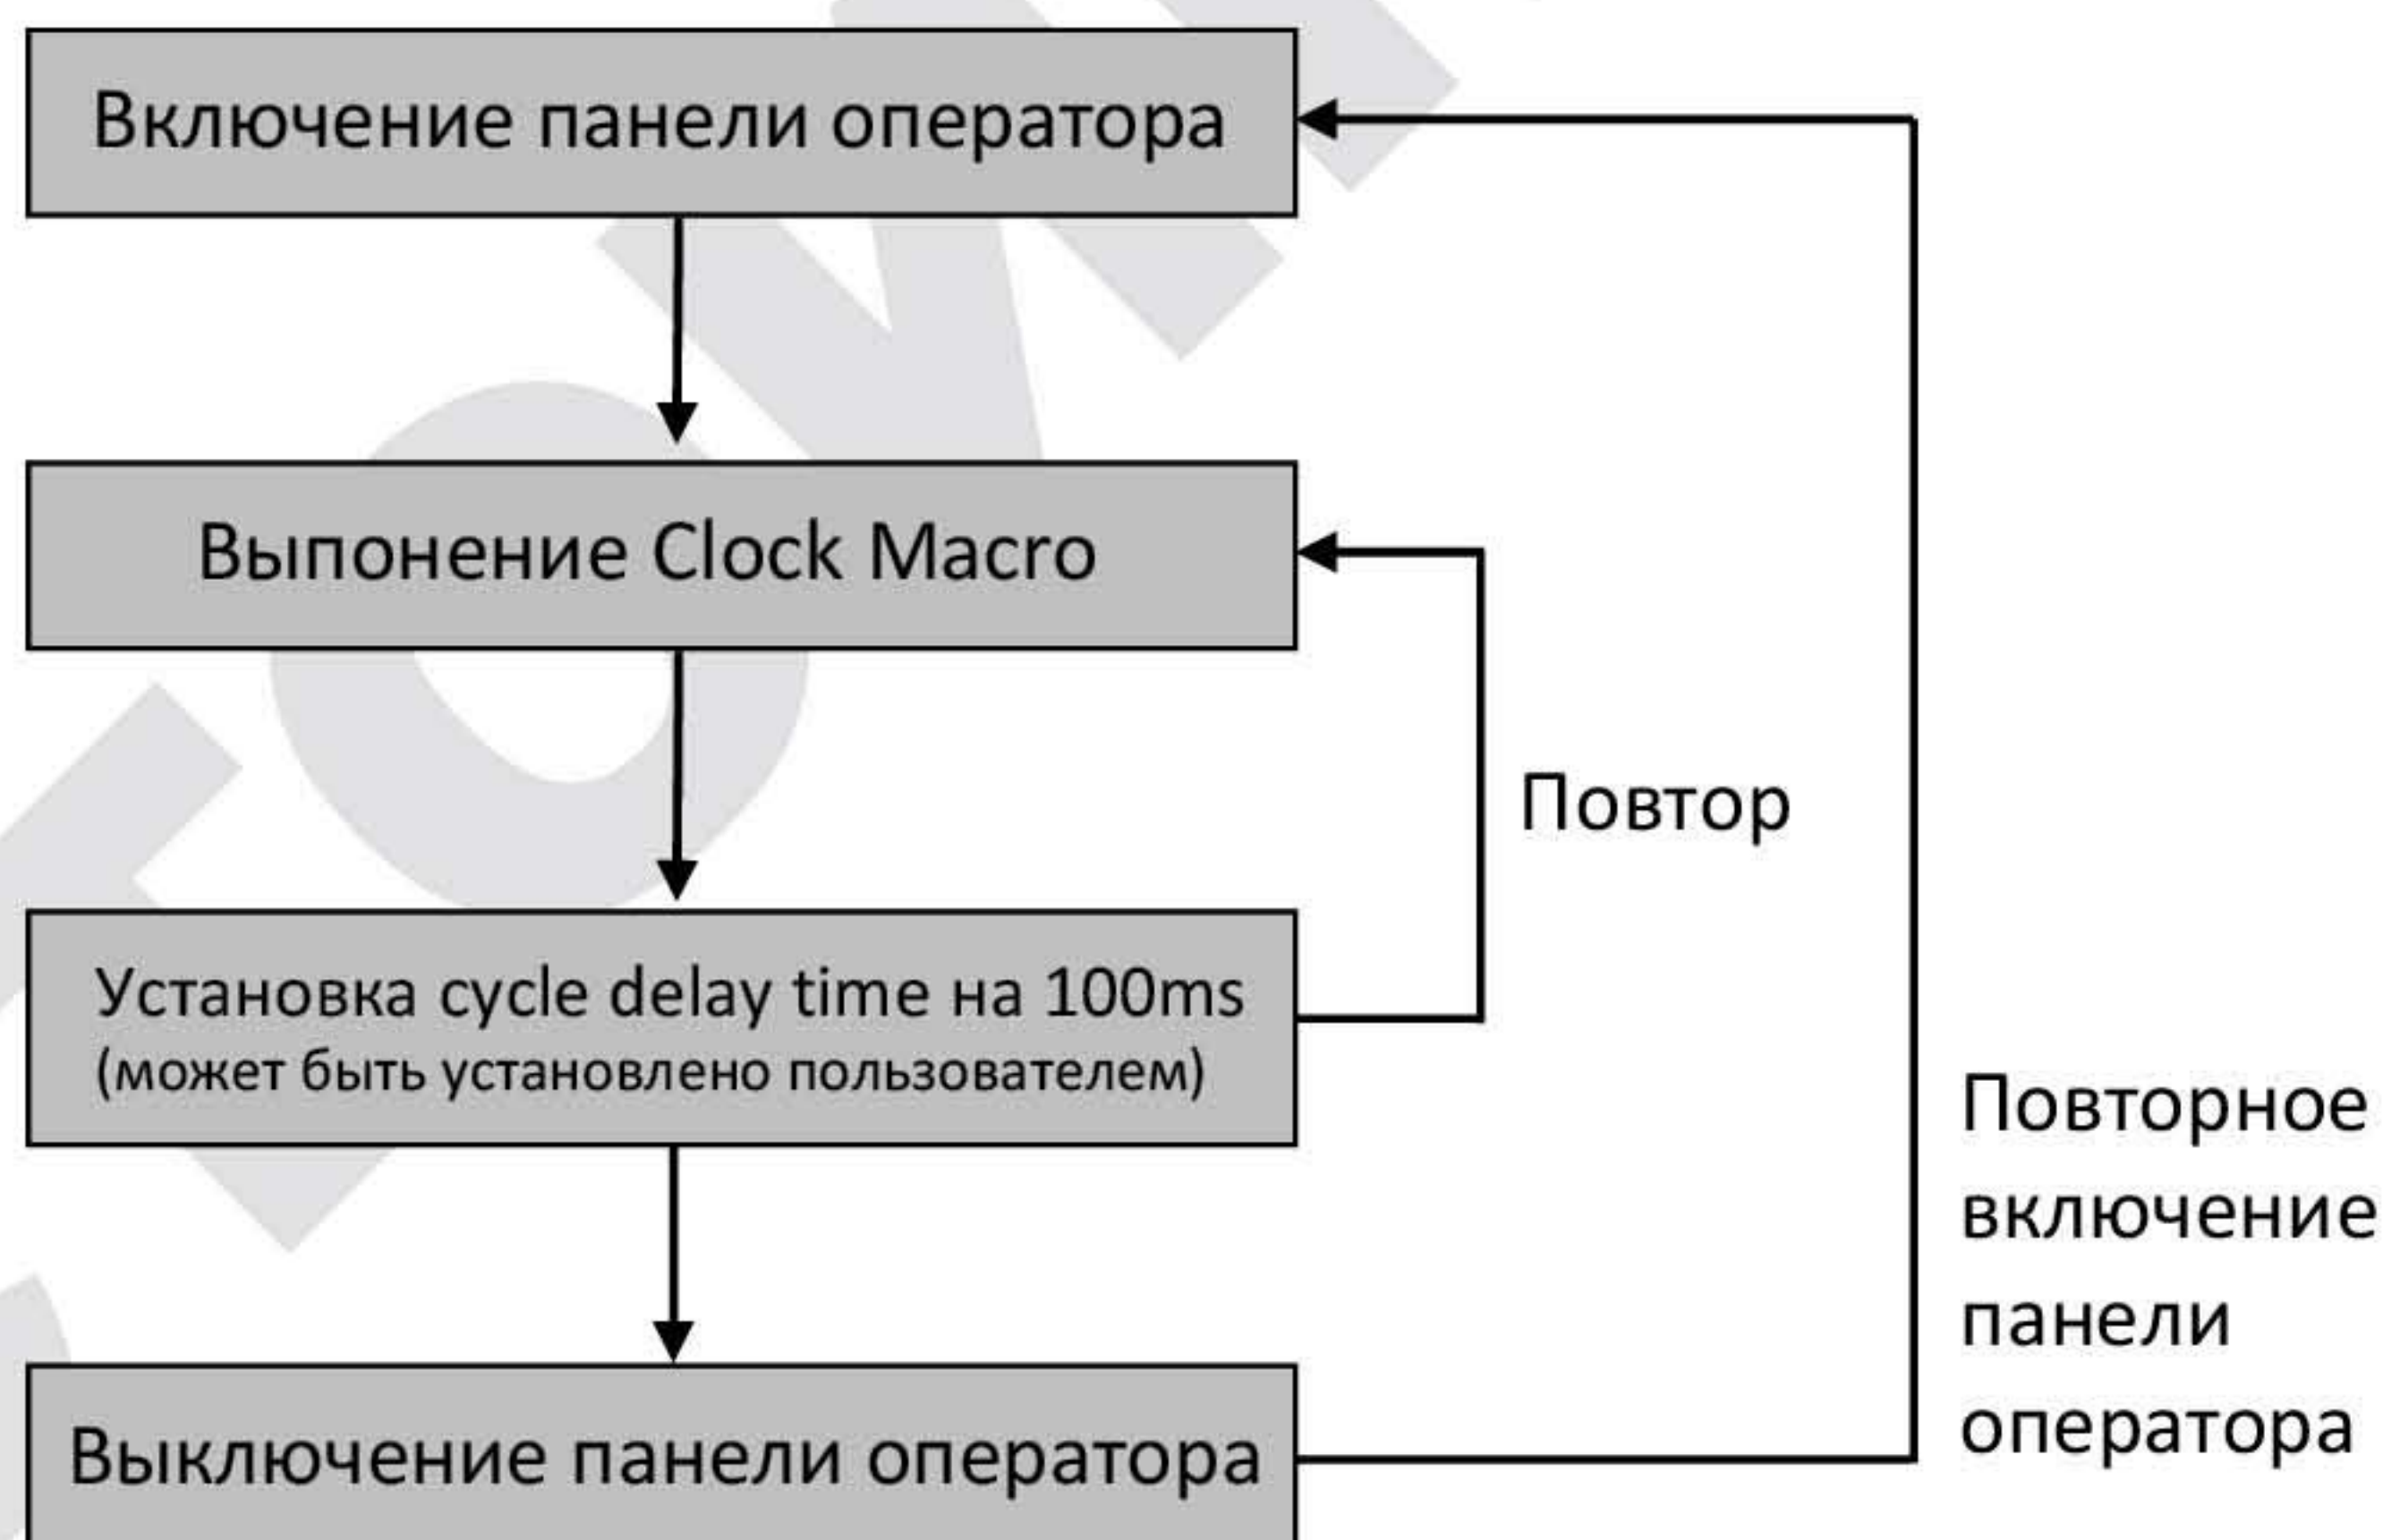 Включение панели оператора
Выпонение Clock Macro
Повтор
Установка cycle delay time на 100ms
(может быть установлено пользователем)
Повторное
включение
панели
оператора
Выключение панели оператора